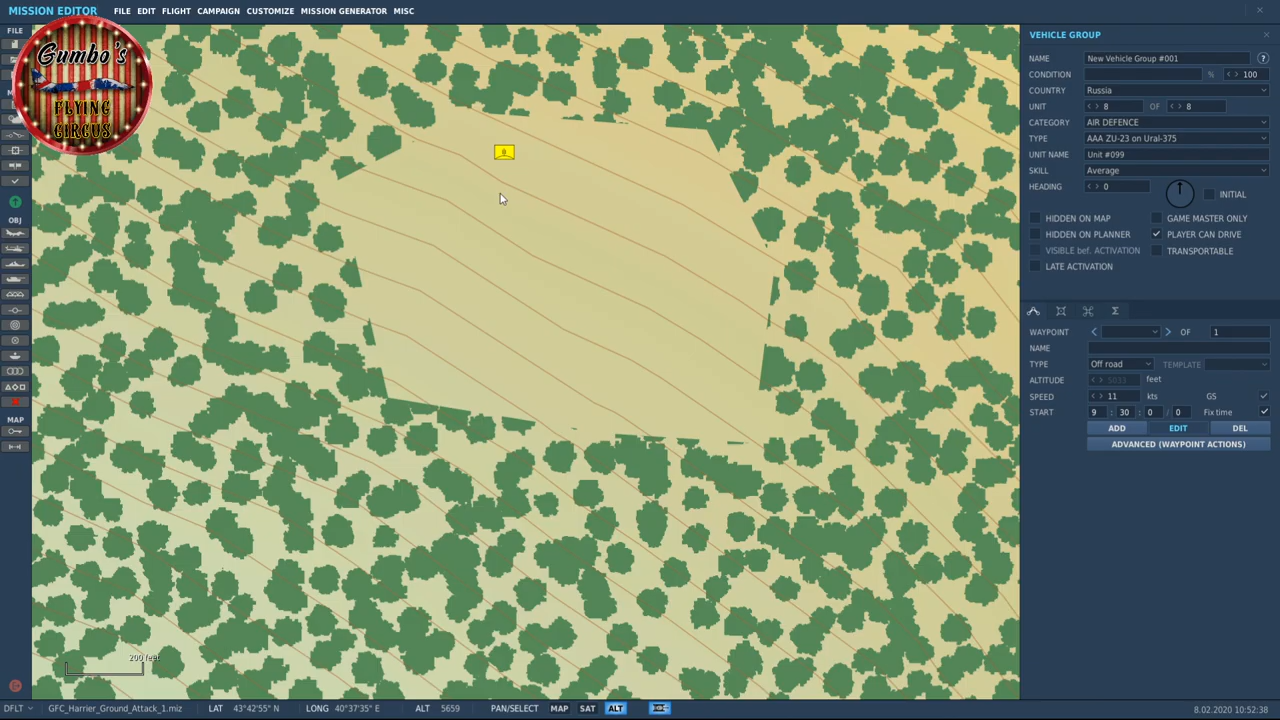 MISSION EDITOR FILE EDIT FLIGHT CAMPAIGN CUSTOMIZE MISSION GENERATOR MISC
FILE
Gumbo's
FLYING
CIRCUS
OBJ
MAP
200 feet
VEHICLE GROUP
NAME New Vehicle Group #001 ?
CONDITION % 100
COUNTRY Russia
UNIT 8 OF 8
CATEGORY AIR DEFENCE
TYPE AAA ZU-23 on Ural-375
UNIT NAME Unit #099
SKILL Average
HEADING 0 INITIAL
HIDDEN ON MAP GAME MASTER ONLY
HIDDEN ON PLANNER PLAYER CAN DRIVE
VISIBLE bef. ACTIVATION TRANSPORTABLE
LATE ACTIVATION
WAYPOINT OF 1
NAME
TYPE Off road TEMPLATE
ALTITUDE feet
SPEED 11 kts GS
START 9 : 30 : 0 / 0 Fix time
ADD EDIT DEL
ADVANCED (WAYPOINT ACTIONS)
DFLT GFC_Harrier_Ground_Attack_1.miz LAT 43°42'55" N LONG 40°37'35" E ALT 5659 PAN/SELECT MAP SAT ALT 8.02.2020 10:52:38